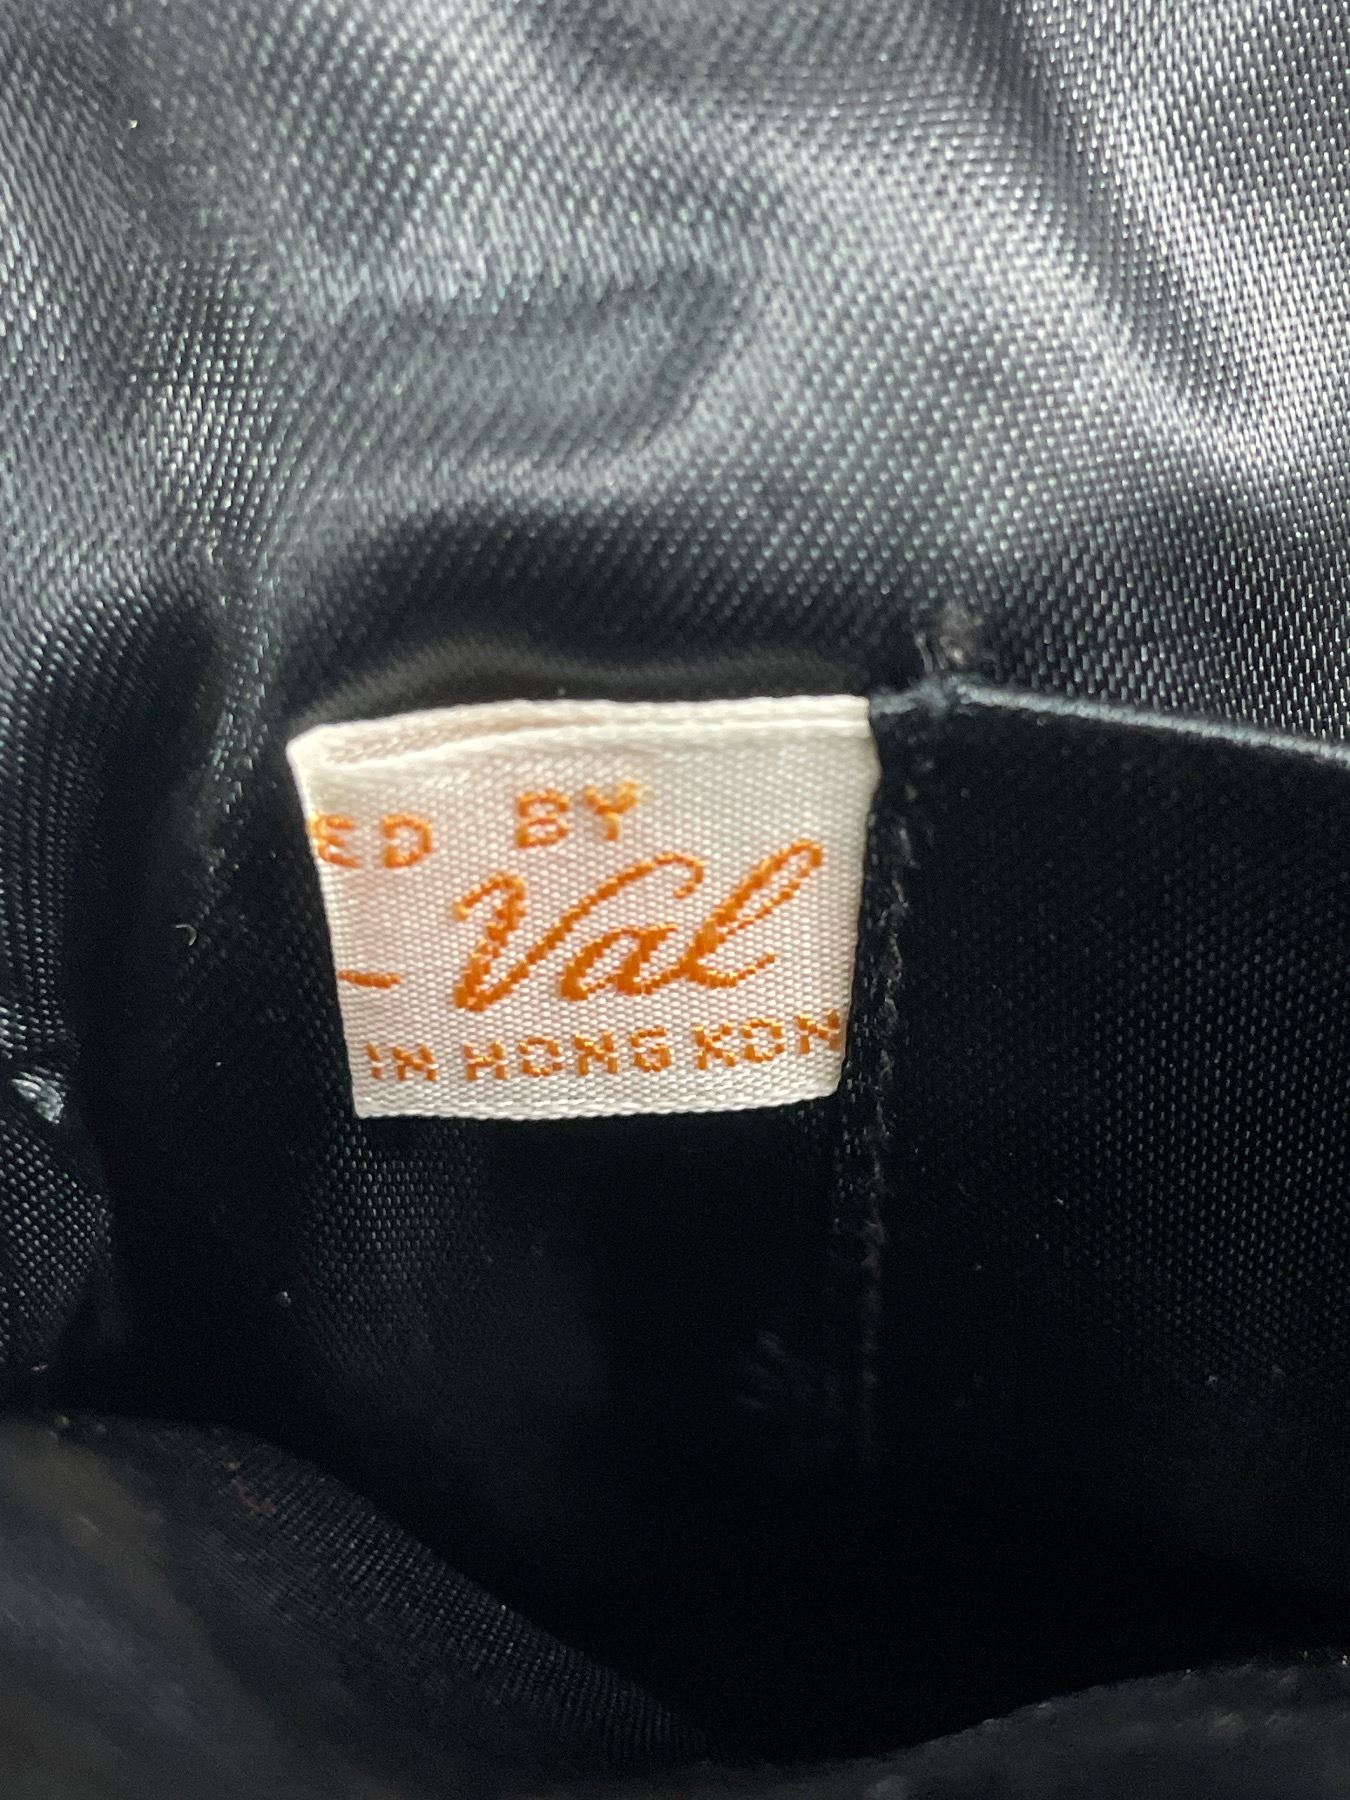 ED BY
- Val
IN HONG KON